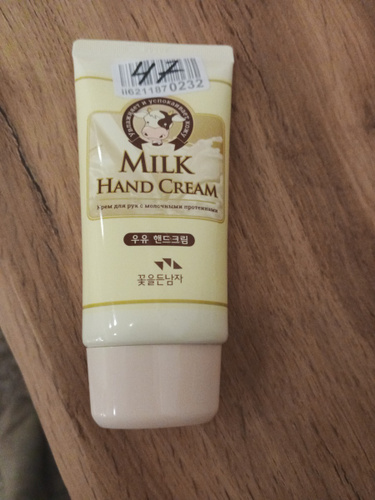 47
116211870232
УВЛАЖНЯЕТ И УСПОКАИВАЕТ КОЖУ
MILK
HAND CREAM
Крем для рук с молочными протеинами
우유 핸드크림
꽃을든남자